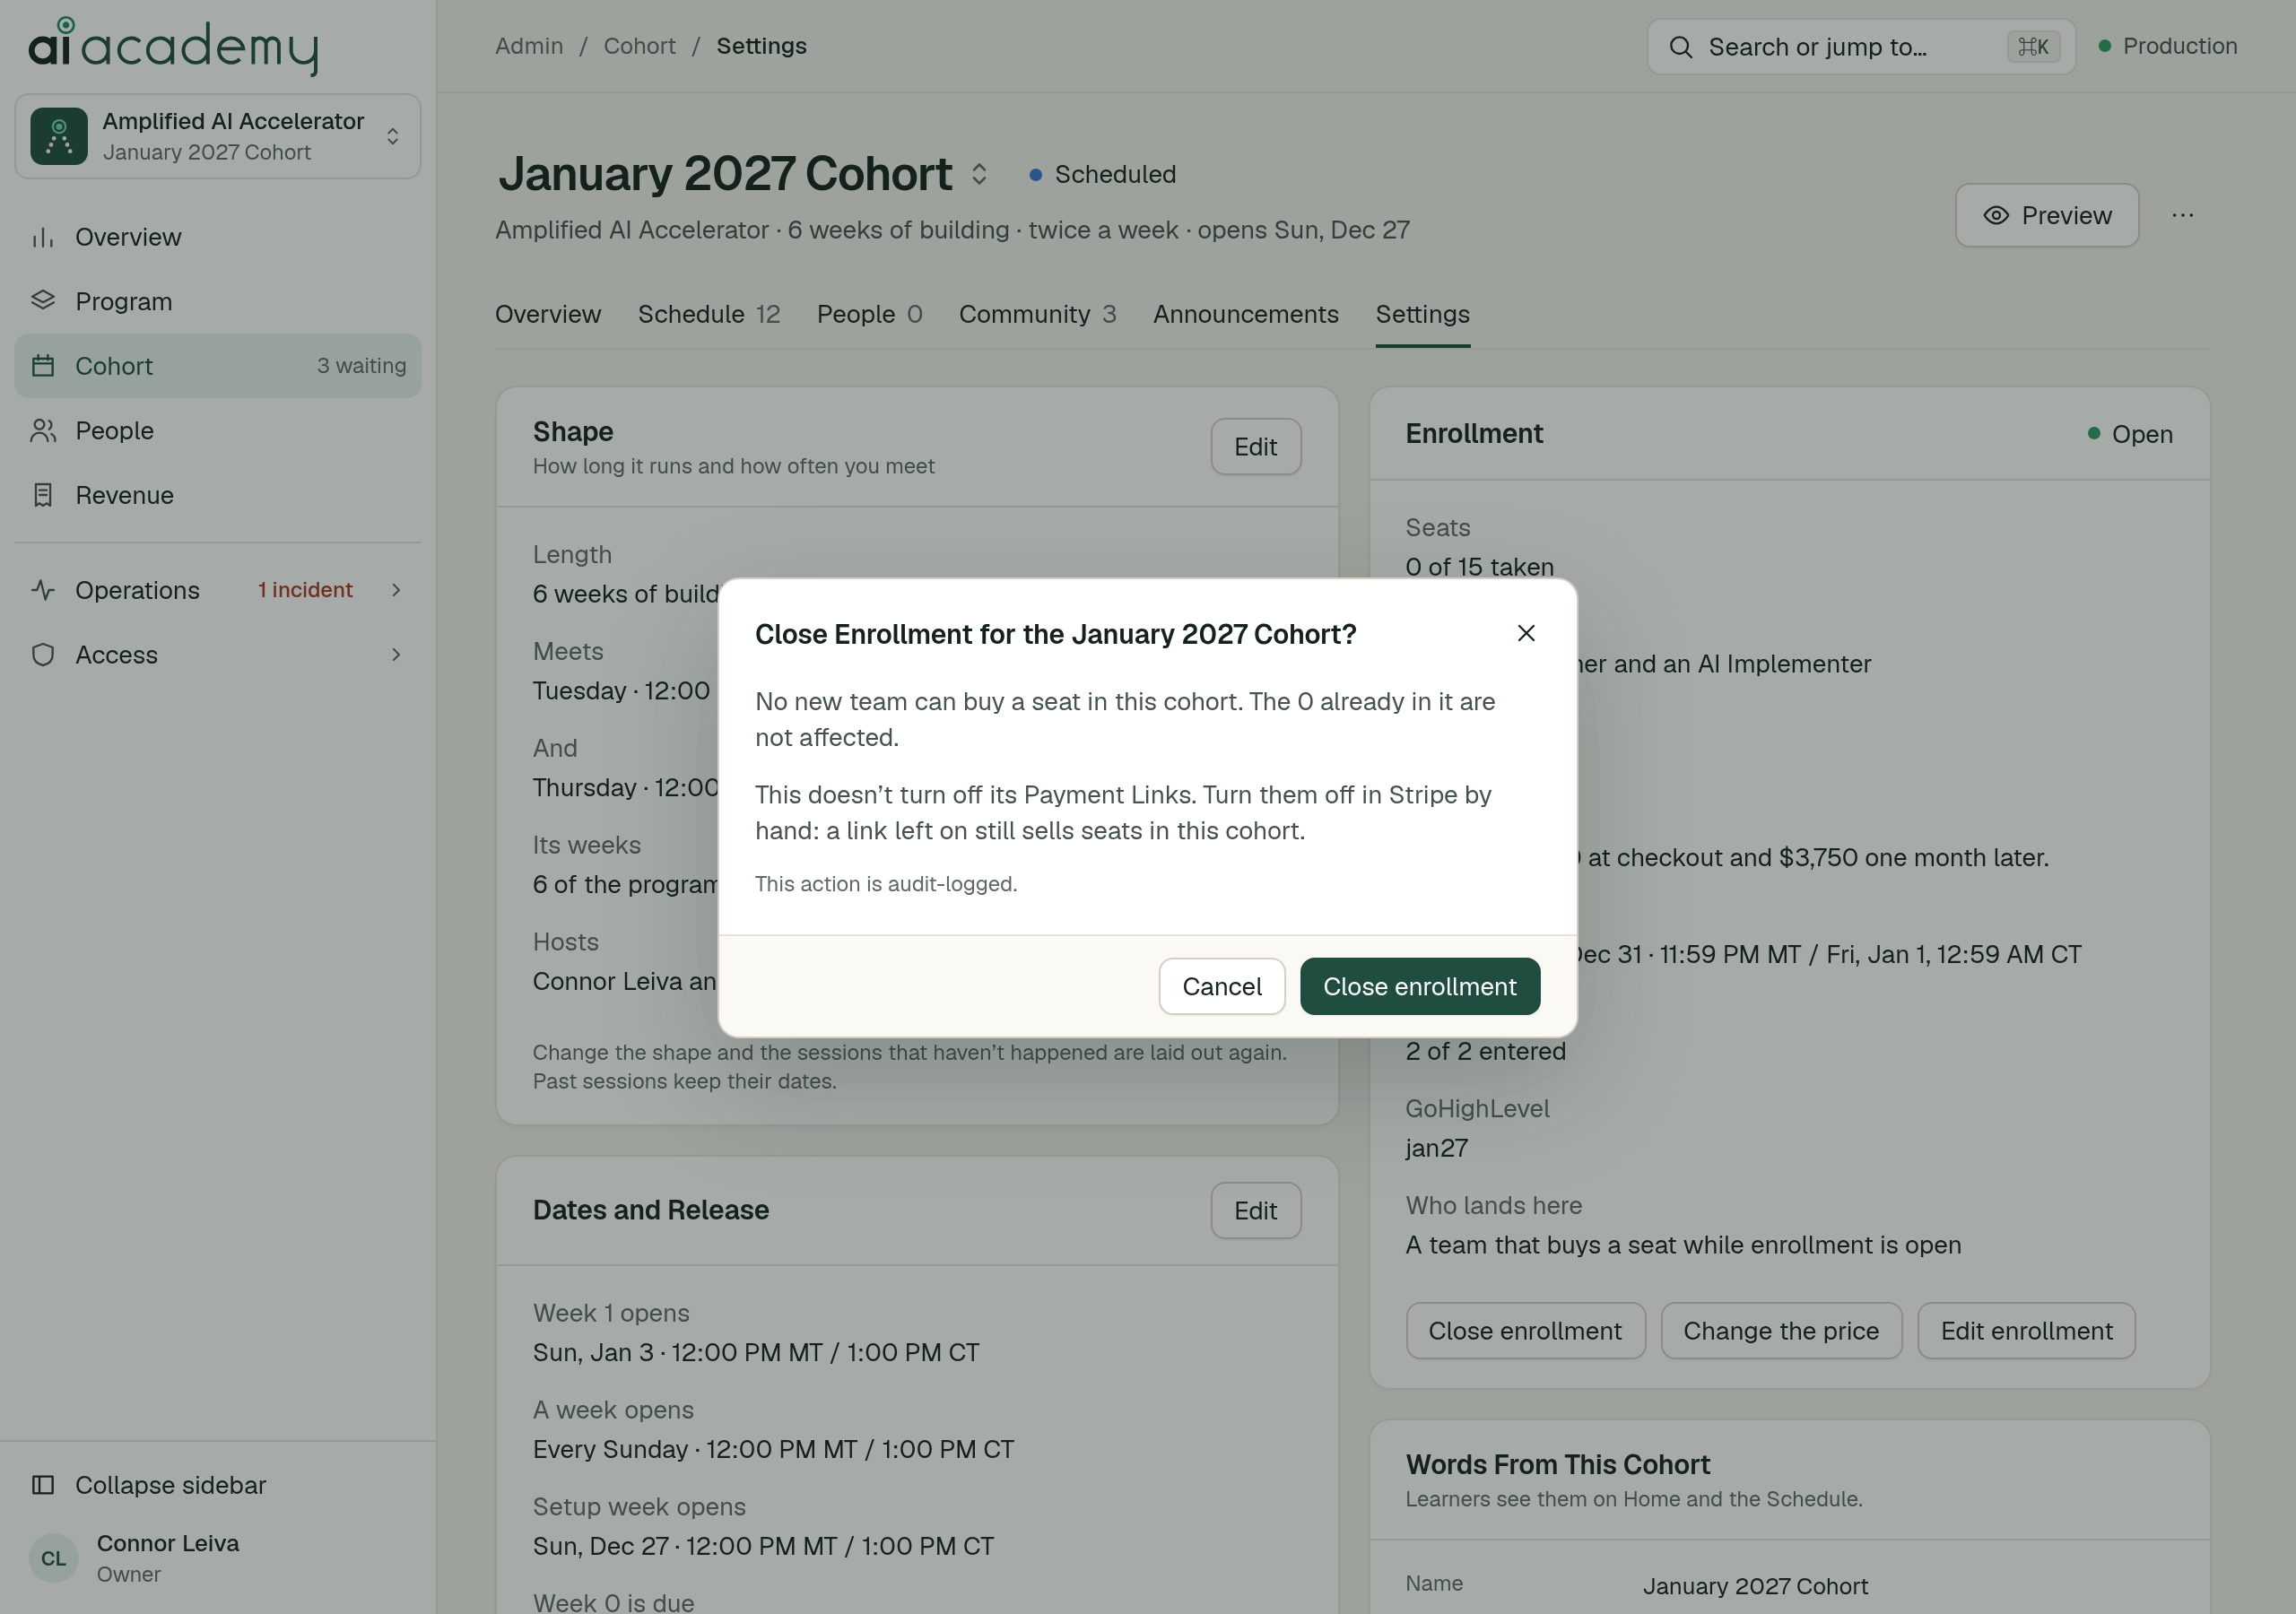 ai academy
Amplified AI Accelerator
January 2027 Cohort
Overview
Program
Cohort 3 waiting
People
Revenue
Operations 1 incident
Access
Collapse sidebar
CL
Connor Leiva
Owner
Admin / Cohort / Settings
Search or jump to… ⌘K
Production
January 2027 Cohort
Scheduled
Amplified AI Accelerator · 6 weeks of building · twice a week · opens Sun, Dec 27
Preview
Overview Schedule 12 People 0 Community 3 Announcements Settings
Shape
How long it runs and how often you meet
Edit
Length
6 weeks of
Meets
Tuesday · 12:00
And
Thursday · 12:00
Its weeks
6 of the program
Hosts
Connor Leiva
Change the shape and the sessions that haven’t happened are laid out again.
Past sessions keep their dates.
Dates and Release
Edit
Week 1 opens
Sun, Jan 3 · 12:00 PM MT / 1:00 PM CT
A week opens
Every Sunday · 12:00 PM MT / 1:00 PM CT
Setup week opens
Sun, Dec 27 · 12:00 PM MT / 1:00 PM CT
Week 0 is due
Enrollment
Open
Seats
0 of 15 taken
and an AI Implementer
at checkout and $3,750 one month later.
Dec 31 · 11:59 PM MT / Fri, Jan 1, 12:59 AM CT
2 of 2 entered
GoHighLevel
jan27
Who lands here
A team that buys a seat while enrollment is open
Close enrollment
Change the price
Edit enrollment
Words From This Cohort
Learners see them on Home and the Schedule.
Name January 2027 Cohort
Close Enrollment for the January 2027 Cohort?
No new team can buy a seat in this cohort. The 0 already in it are
not affected.
This doesn’t turn off its Payment Links. Turn them off in Stripe by
hand: a link left on still sells seats in this cohort.
This action is audit-logged.
Cancel
Close enrollment